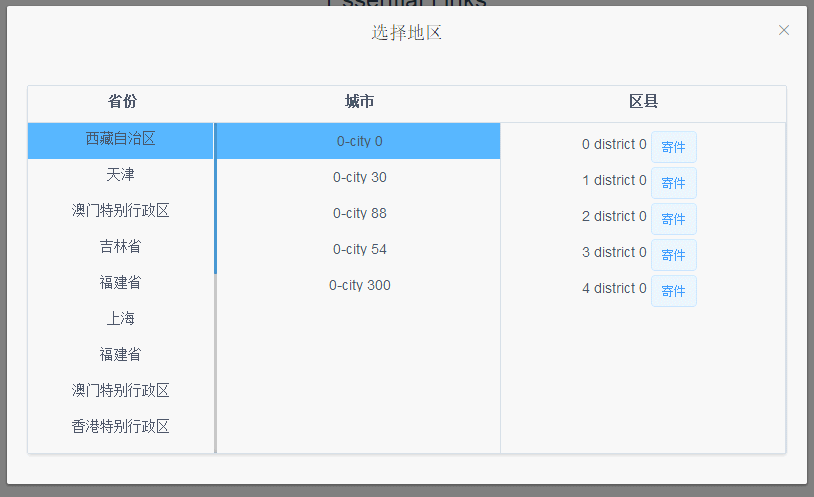 Essential Links
选择地区
省份 城市 区县
西藏自治区 0-city 0 0 district 0 寄件
天津 0-city 30 1 district 0 寄件
澳门特别行政区 0-city 88 2 district 0 寄件
吉林省 0-city 54 3 district 0 寄件
福建省 0-city 300 4 district 0 寄件
上海
福建省
澳门特别行政区
香港特别行政区